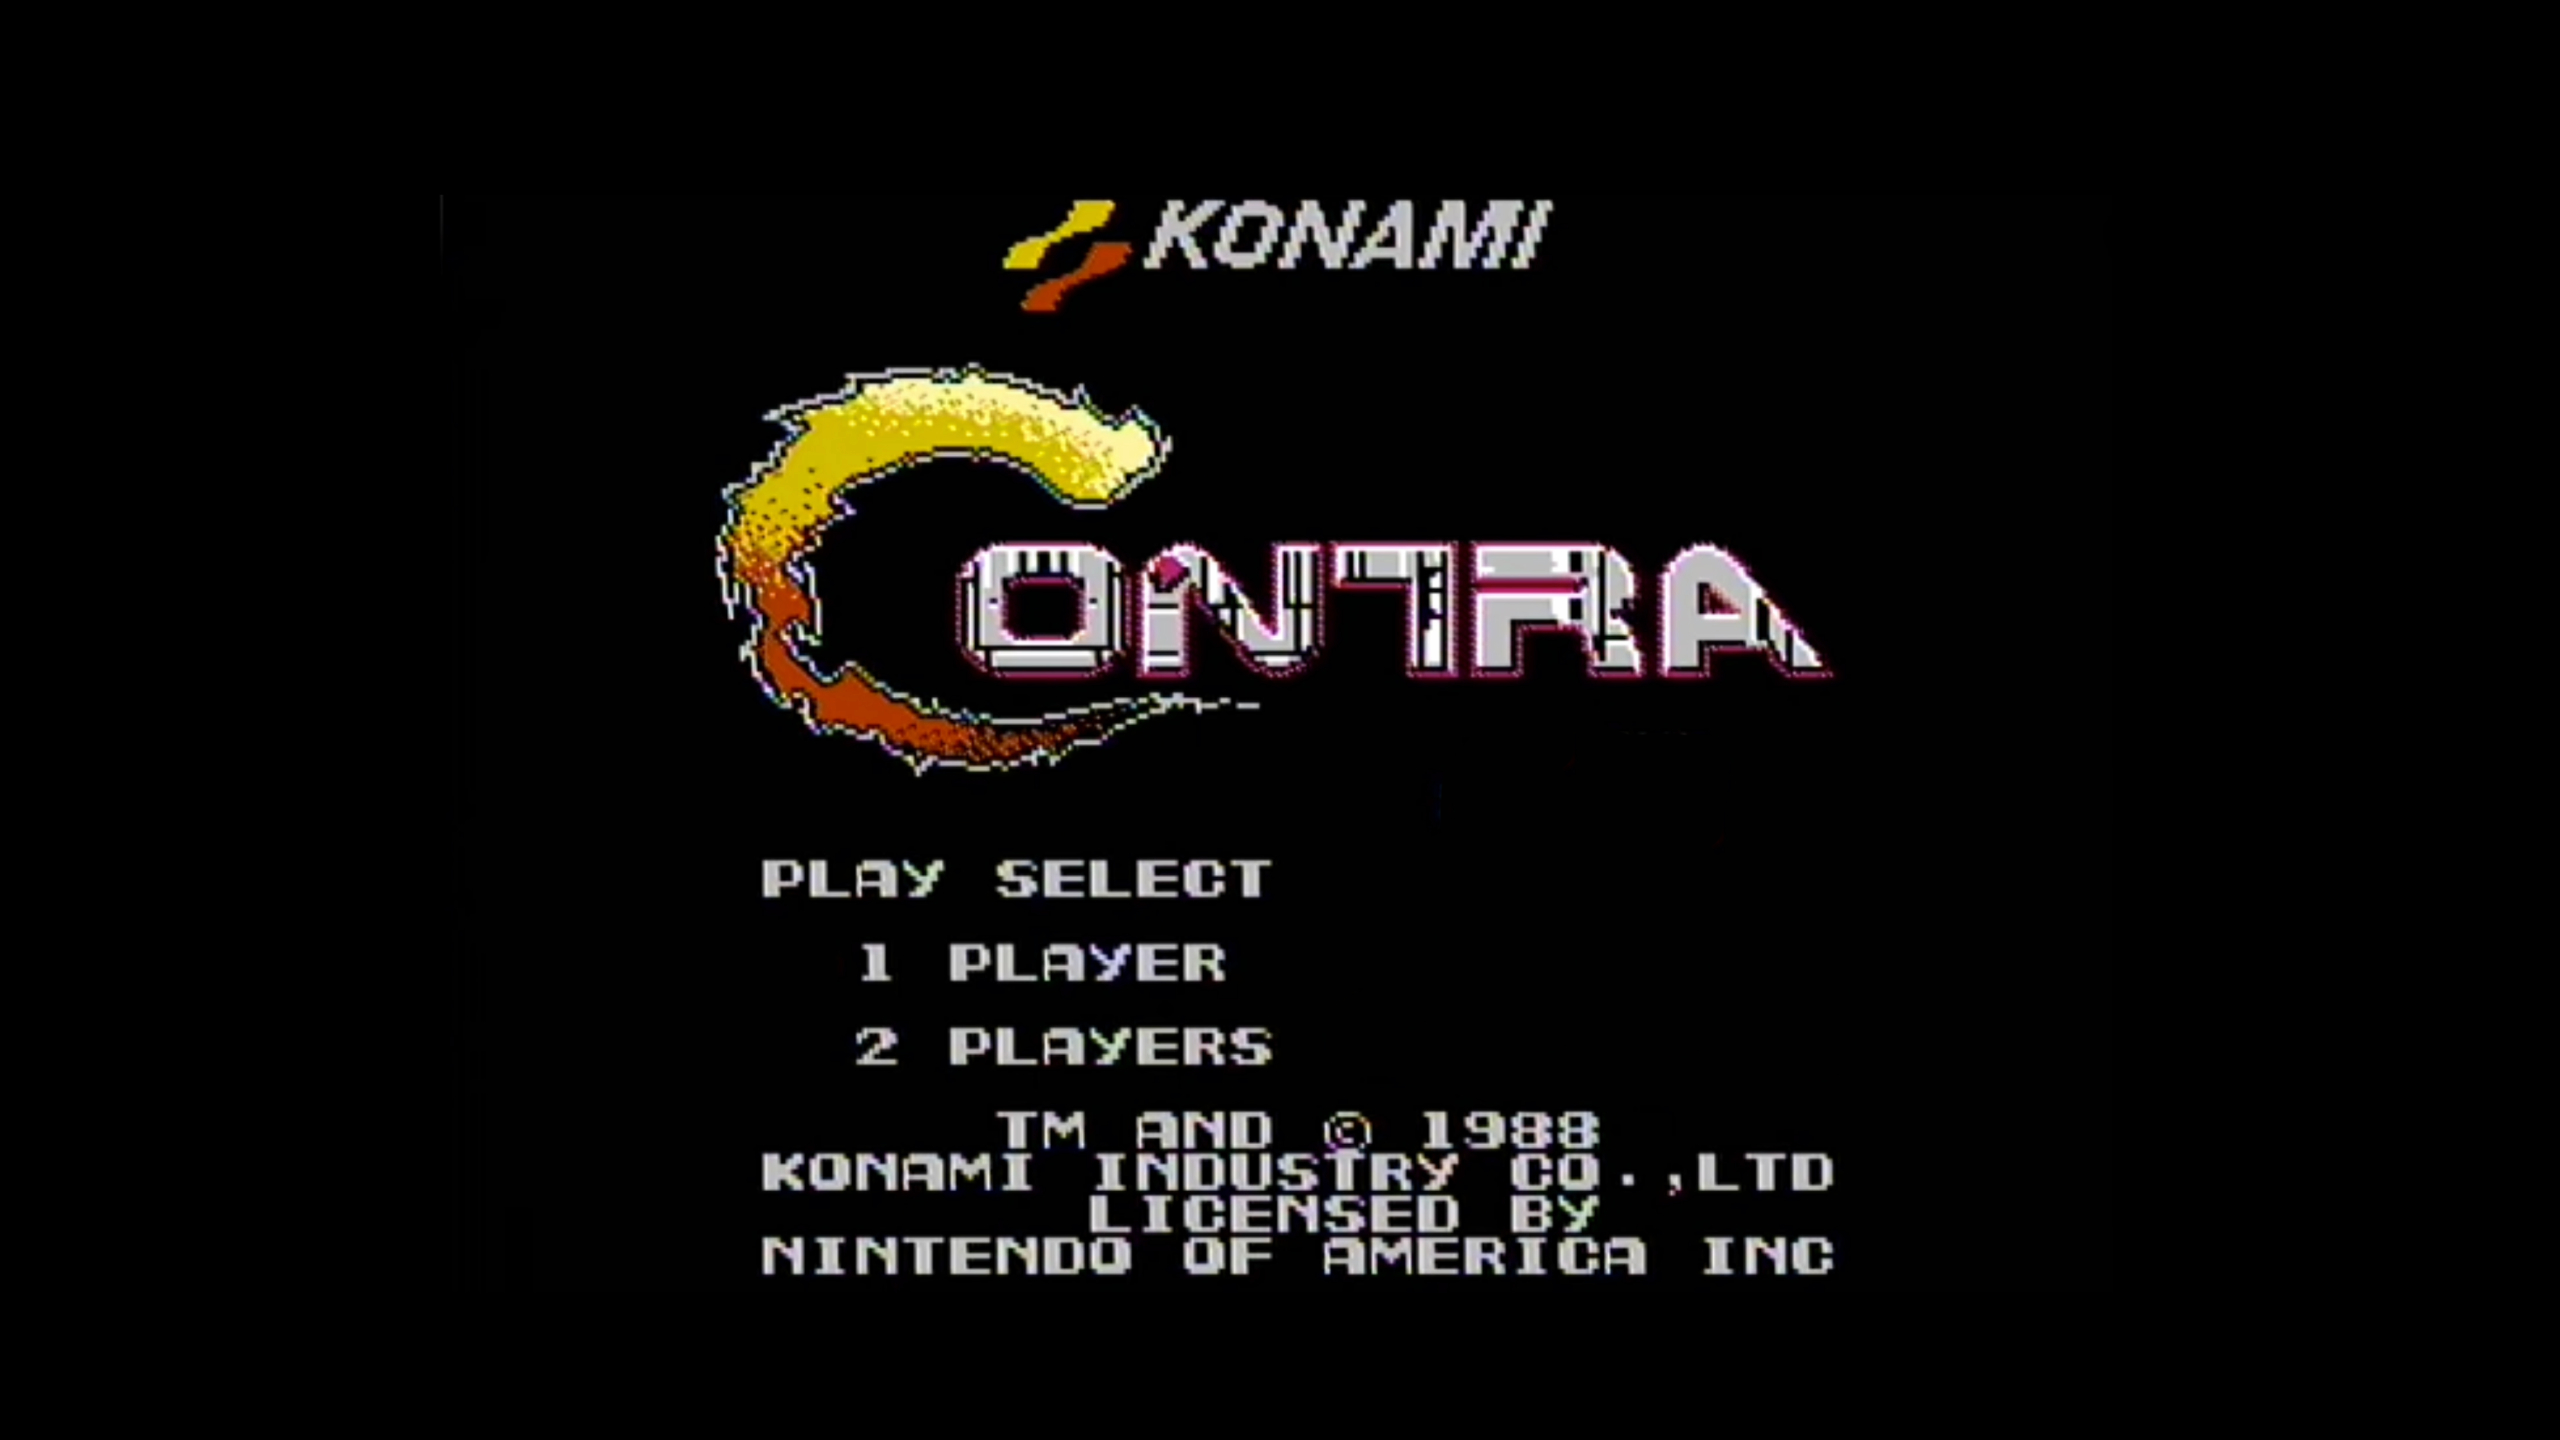 KONAMI
CONTRA
PLAY SELECT
1 PLAYER
2 PLAYERS
TM AND © 1988
KONAMI INDUSTRY CO.,LTD
LICENSED BY
NINTENDO OF AMERICA INC